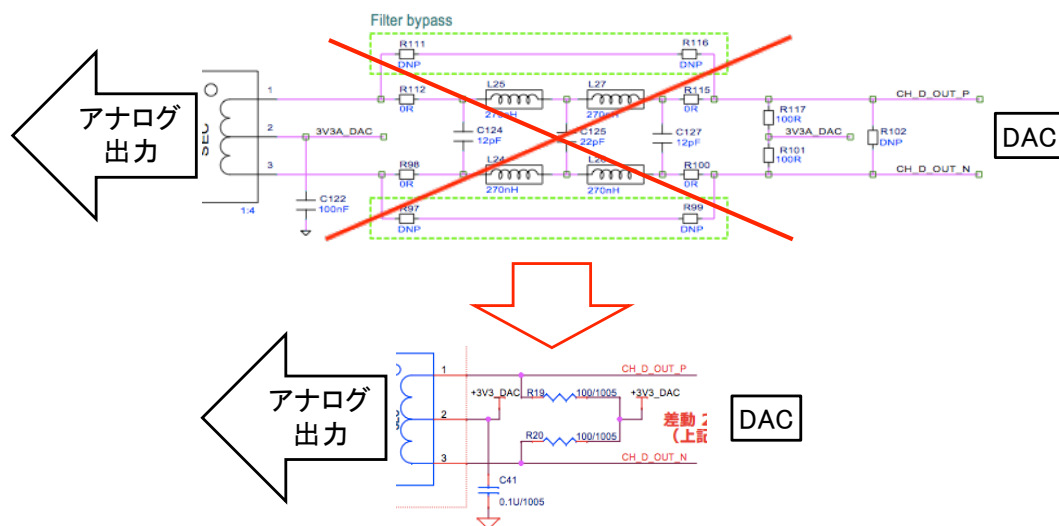 Filter bypass
R111
DNP
R116
DNP
1
R112
0R
L25
270nH
L27
270nH
R115
0R
CH_D_OUT_P
アナログ
出力
SEC
2
3V3A_DAC
C124
12pF
C125
22pF
C127
12pF
R117
100R
3V3A_DAC
R101
100R
R102
DNP
DAC
3
R98
0R
L24
270nH
270nH
R100
0R
CH_D_OUT_N
C122
100nF
R97
DNP
R99
DNP
1:4
1
CH_D_OUT_P
アナログ
出力
+3V3_DAC
R19
100/1005
+3V3_DAC
2
差動 2
DAC
R20
100/1005
(上記
3
CH_D_OUT_N
C41
0.1U/1005